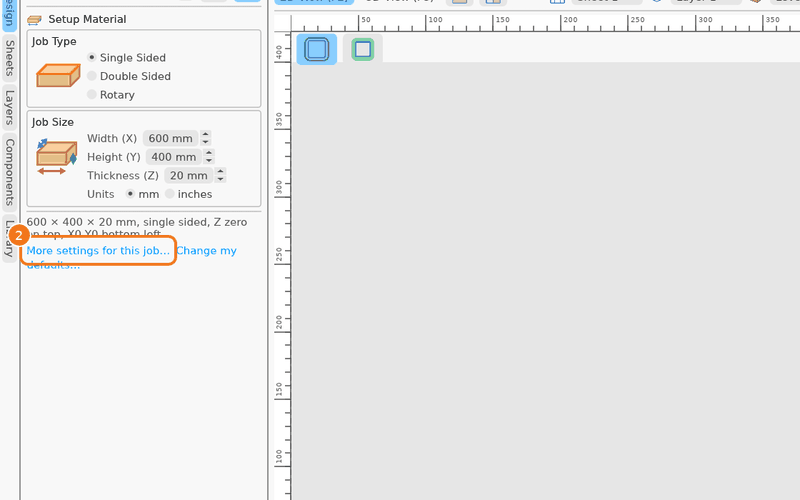 Design
Sheets
Layers
Components
Library
Setup Material
Job Type
Single Sided
Double Sided
Rotary
Job Size
Width (X) 600 mm
Height (Y) 400 mm
Thickness (Z) 20 mm
Units mm inches
600 × 400 × 20 mm, single sided, Z zero
on top, X0 Y0 bottom left
2
More settings for this job... Change my
defaults...
50 100 150 200 250 300 350
400
350
300
250
200
150
100